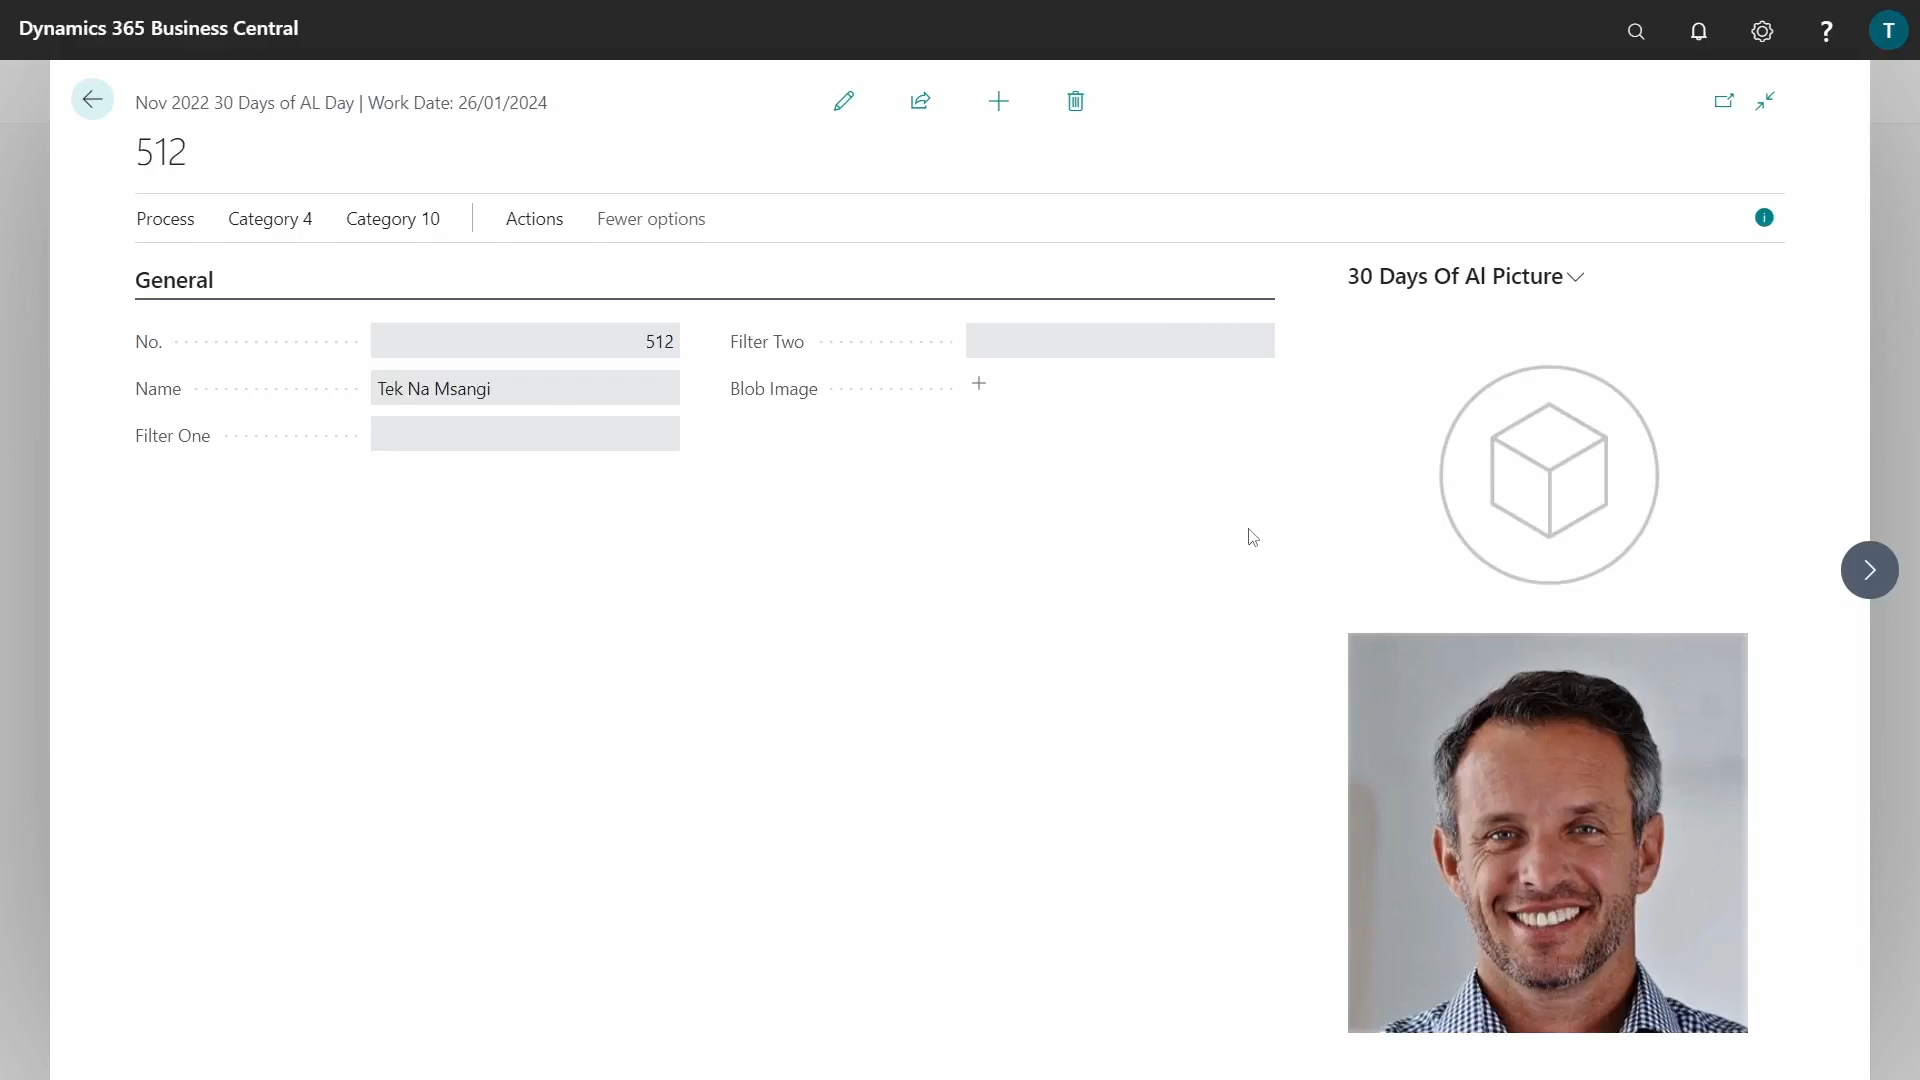 Dynamics 365 Business Central
?
T
Nov 2022 30 Days of AL Day | Work Date: 26/01/2024
512
Process
Category 4
Category 10
Actions
Fewer options
i
General
No.
512
Name
Tek Na Msangi
Filter One
Filter Two
Blob Image
30 Days Of Al Picture